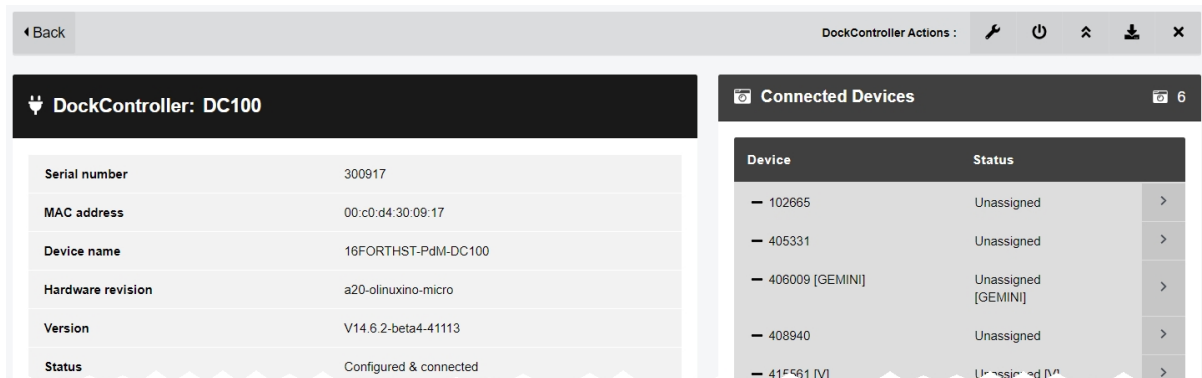 Back
DockController Actions :
DockController: DC100
Serial number 300917
MAC address 00:c0:d4:30:09:17
Device name 16FORTHST-PdM-DC100
Hardware revision a20-olinuxino-micro
Version V14.6.2-beta4-41113
Status Configured & connected
Connected Devices 6
Device Status
102665 Unassigned
405331 Unassigned
406009 [GEMINI] Unassigned
[GEMINI]
408940 Unassigned
415561 [V] Unassigned [V]